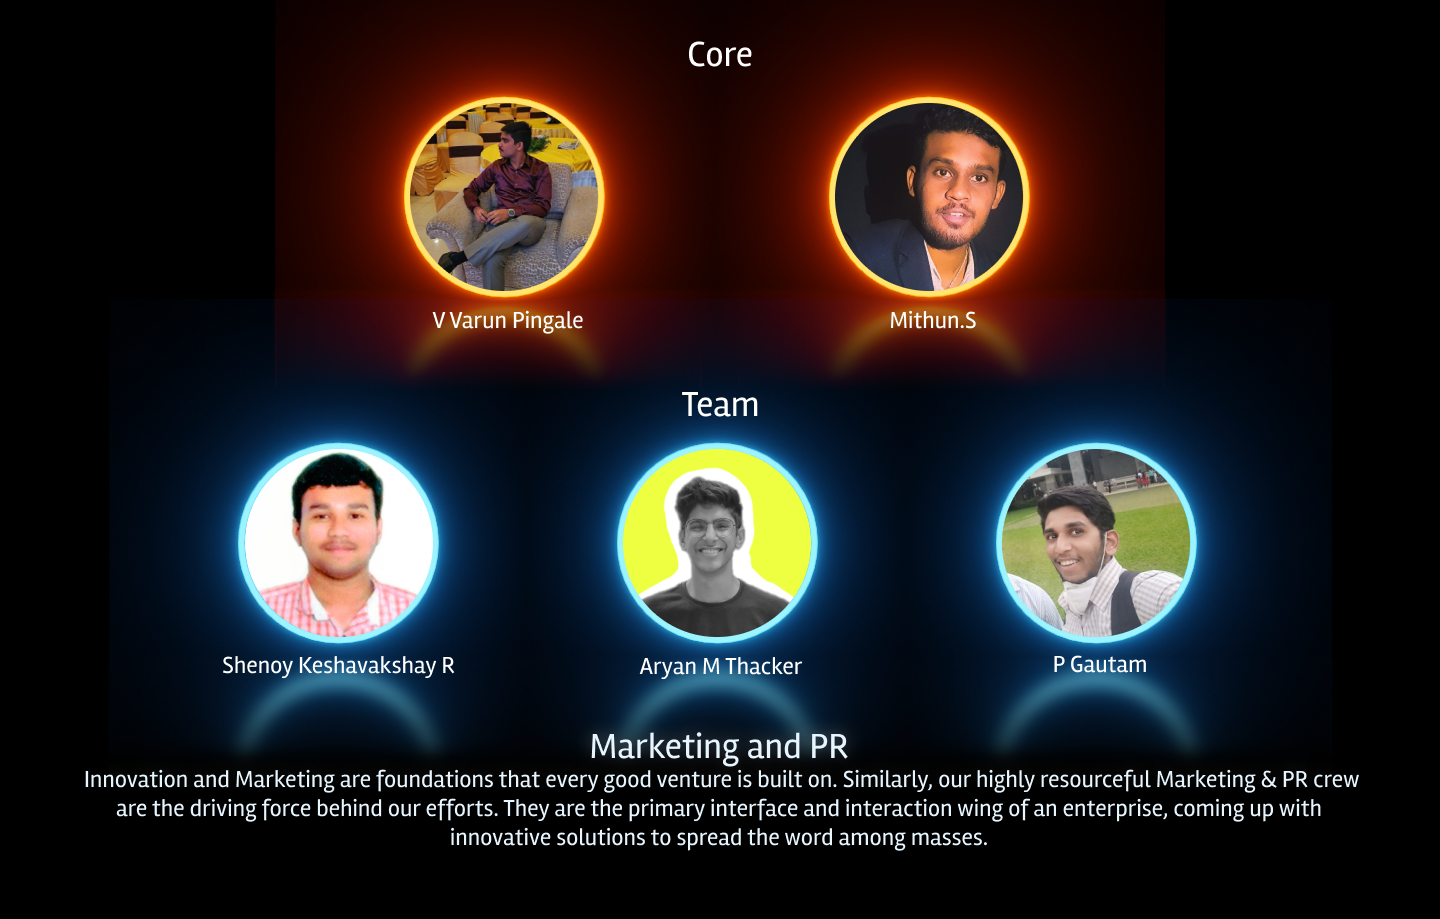 Core
V Varun Pingale
Mithun.S
Team
Shenoy Keshavakshay R
Aryan M Thacker
P Gautam
Marketing and PR
Innovation and Marketing are foundations that every good venture is built on. Similarly, our highly resourceful Marketing & PR crew
are the driving force behind our efforts. They are the primary interface and interaction wing of an enterprise, coming up with
innovative solutions to spread the word among masses.